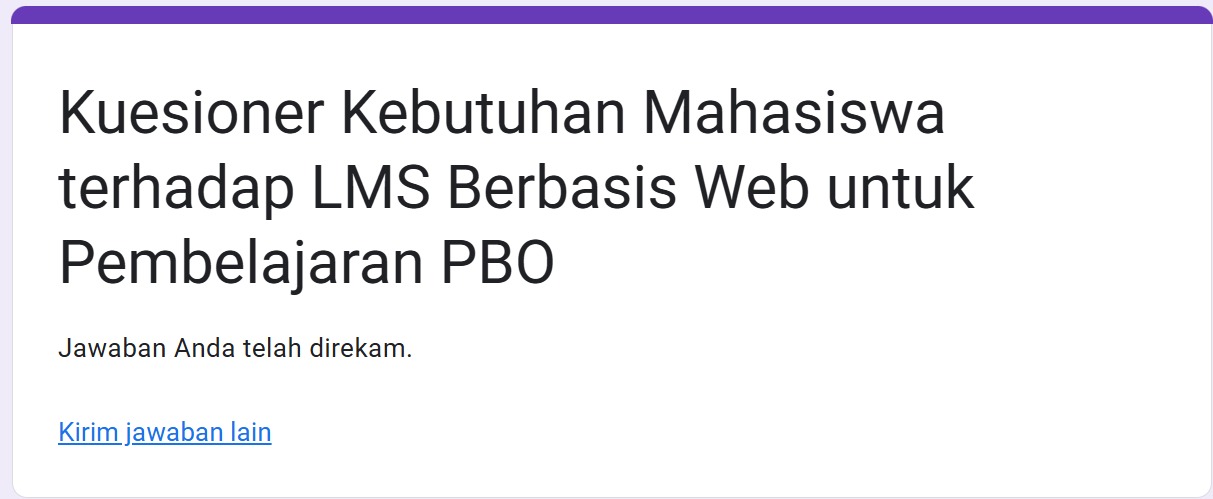 Kuesioner Kebutuhan Mahasiswa
terhadap LMS Berbasis Web untuk
Pembelajaran PBO
Jawaban Anda telah direkam.
Kirim jawaban lain